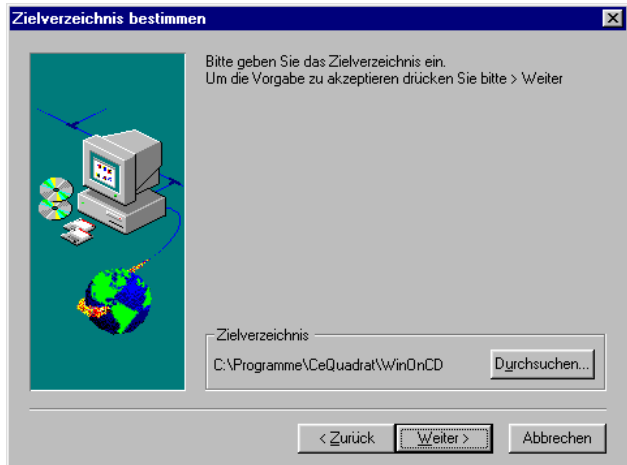 Zielverzeichnis bestimmen
Bitte geben Sie das Zielverzeichnis ein.
Um die Vorgabe zu akzeptieren drücken Sie bitte > Weiter
Zielverzeichnis
C:\Programme\CeQuadrat\WinOnCD
Durchsuchen...
< Zurück
Weiter >
Abbrechen